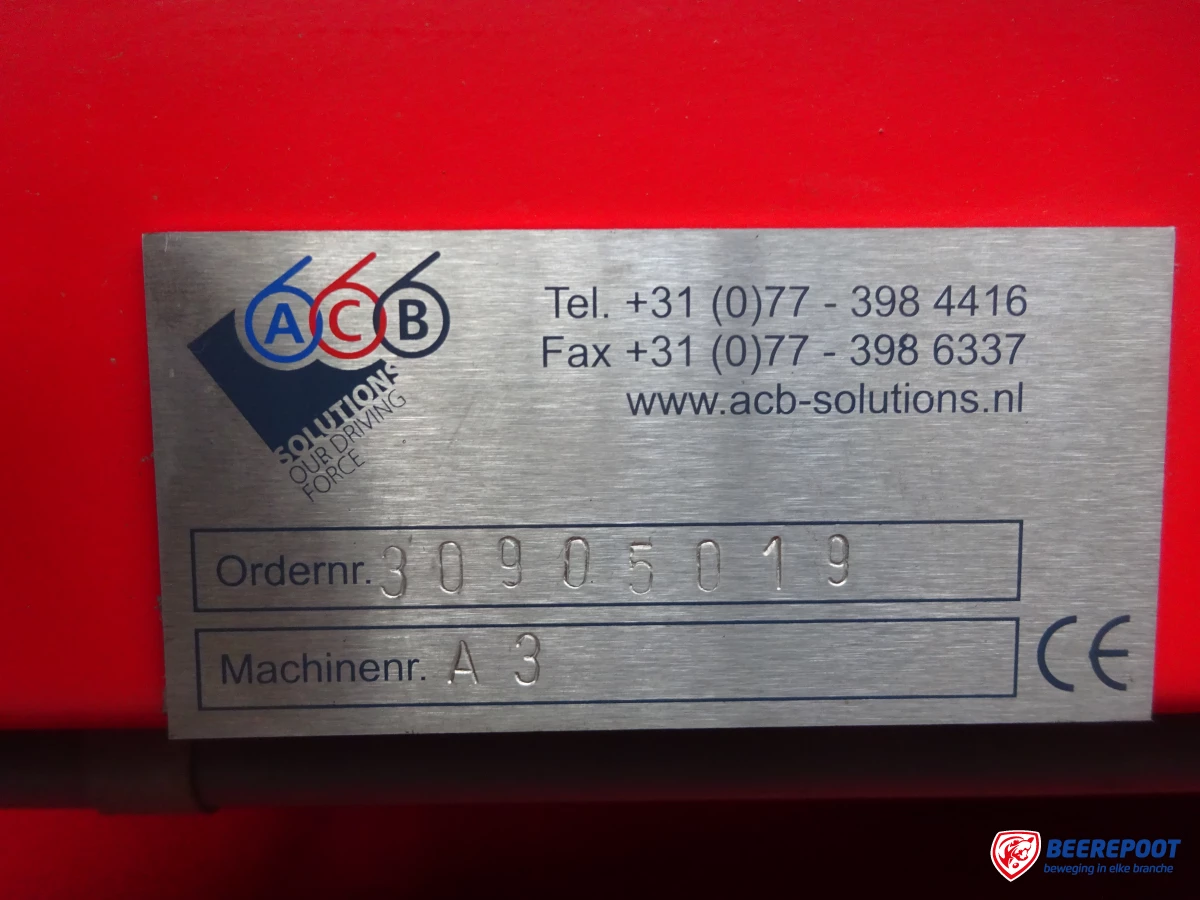 ACB
SOLUTIONS
OUR DRIVING
FORCE
Tel. +31 (0)77 - 398 4416
Fax +31 (0)77 - 398 6337
www.acb-solutions.nl
Ordernr. 30905019
Machinenr. A3
CE
BEEREPOOT
beweging in elke branche